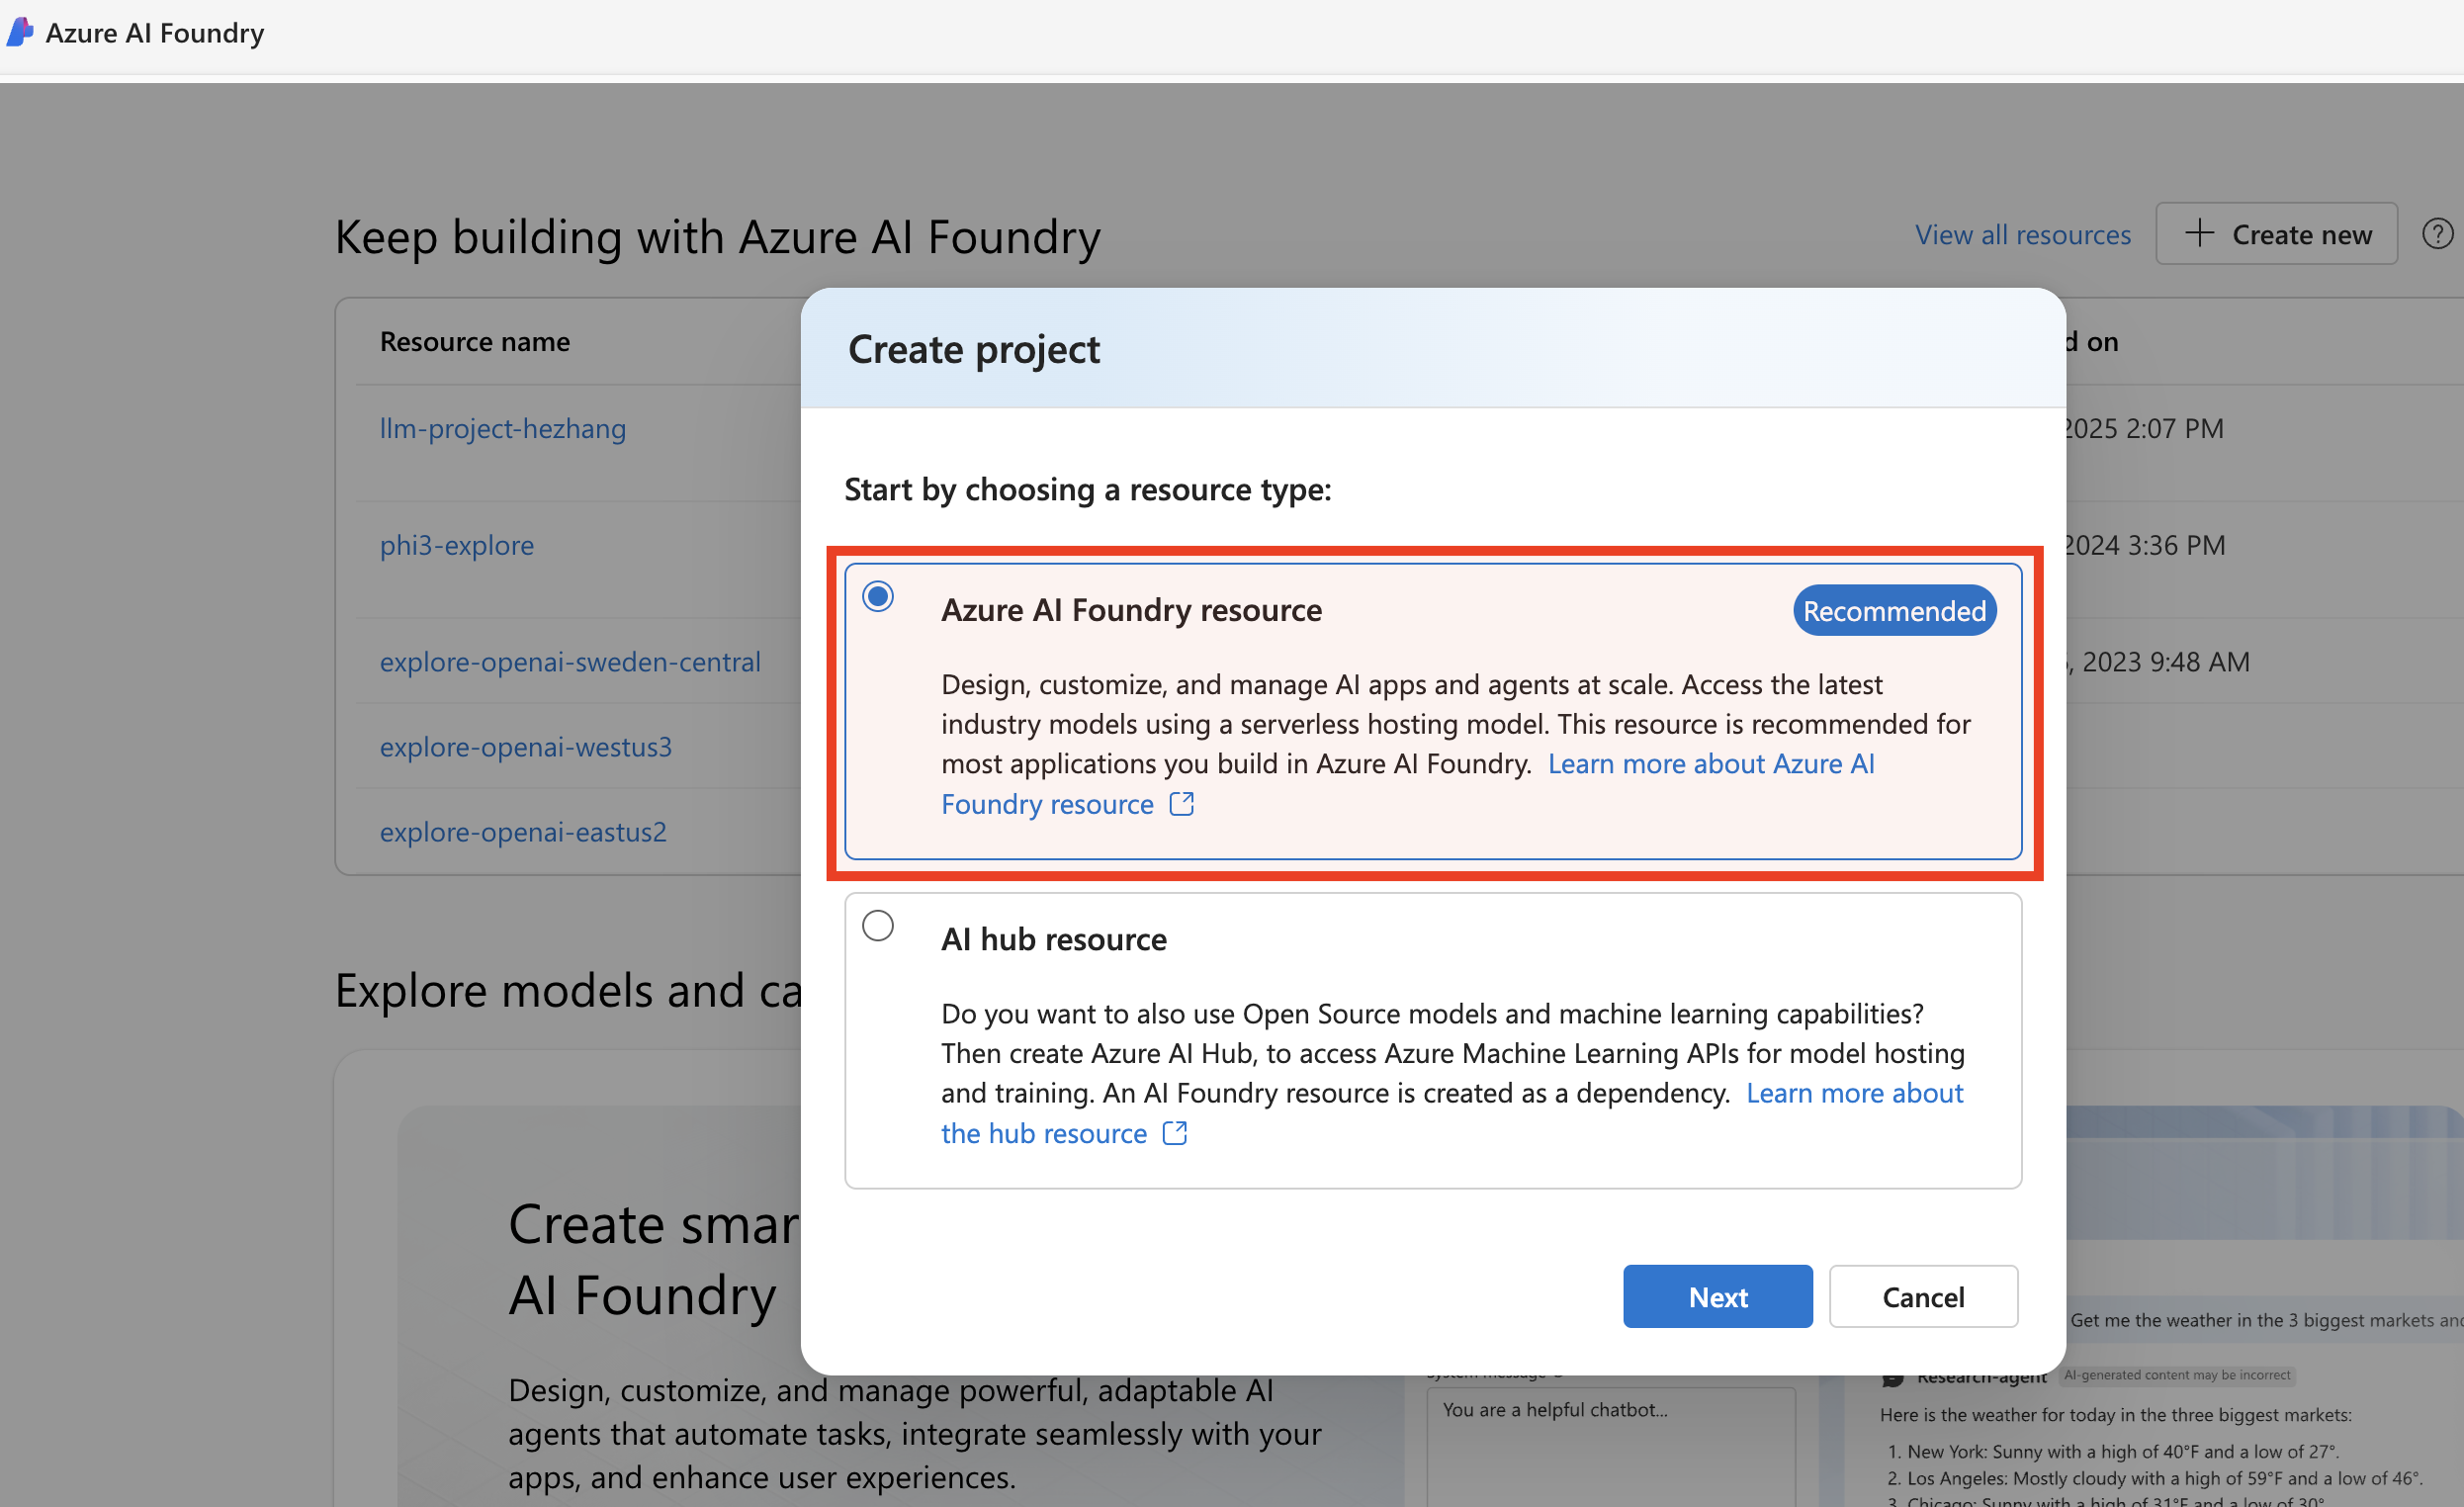 Azure AI Foundry
Keep building with Azure AI Foundry
View all resources
Create new
Resource name
d on
llm-project-hezhang
2025 2:07 PM
phi3-explore
2024 3:36 PM
explore-openai-sweden-central
, 2023 9:48 AM
explore-openai-westus3
explore-openai-eastus2
Create project
Start by choosing a resource type:
Azure AI Foundry resource
Recommended
Design, customize, and manage AI apps and agents at scale. Access the latest
industry models using a serverless hosting model. This resource is recommended for
most applications you build in Azure AI Foundry. Learn more about Azure AI
Foundry resource
AI hub resource
Do you want to also use Open Source models and machine learning capabilities?
Then create Azure AI Hub, to access Azure Machine Learning APIs for model hosting
and training. An AI Foundry resource is created as a dependency. Learn more about
the hub resource
Next
Cancel
Explore models and ca
Create smar
AI Foundry
Design, customize, and manage powerful, adaptable AI
agents that automate tasks, integrate seamlessly with your
apps, and enhance user experiences.
System message
You are a helpful chatbot...
Get me the weather in the 3 biggest markets and
Research-agent
AI-generated content may be incorrect
Here is the weather for today in the three biggest markets:
1. New York: Sunny with a high of 40°F and a low of 27°.
2. Los Angeles: Mostly cloudy with a high of 59°F and a low of 46°.
3. Chicago: Sunny with a high of 31°F and a low of 30°